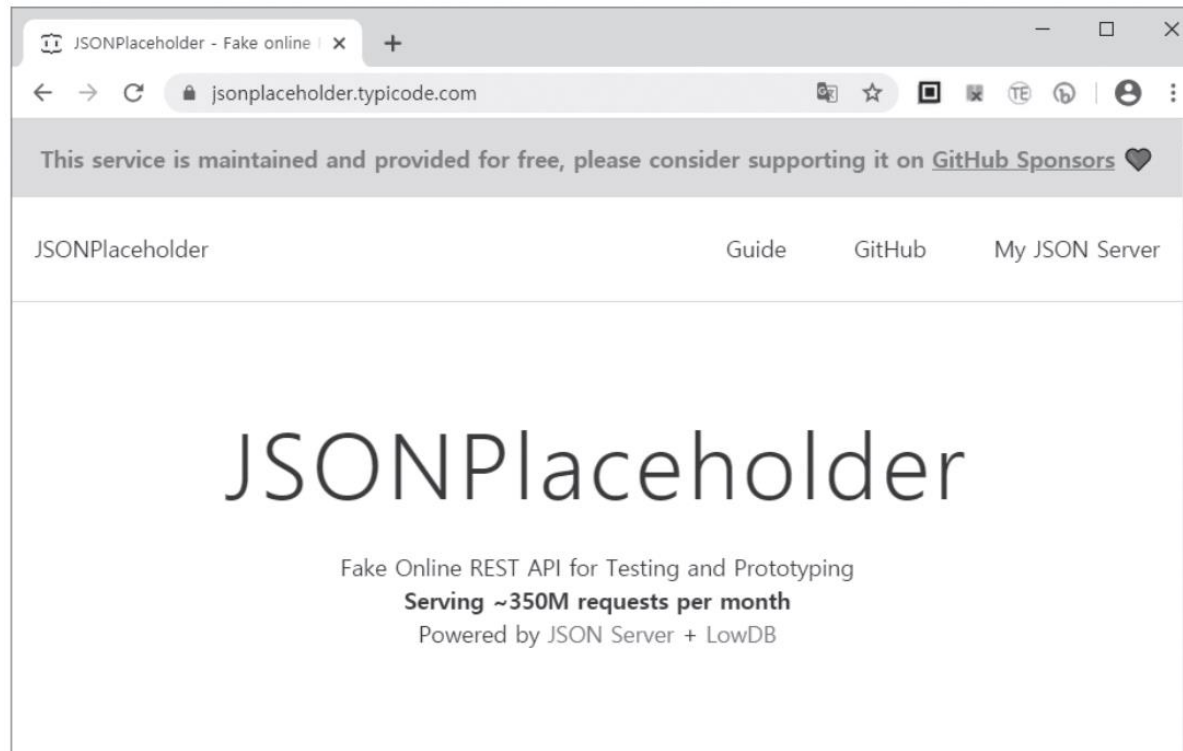 JSONPlaceholder - Fake online
jsonplaceholder.typicode.com
TE
This service is maintained and provided for free, please consider supporting it on GitHub Sponsors
JSONPlaceholder
Guide
GitHub
My JSON Server
JSONPlaceholder
Fake Online REST API for Testing and Prototyping
Serving ~350M requests per month
Powered by JSON Server + LowDB